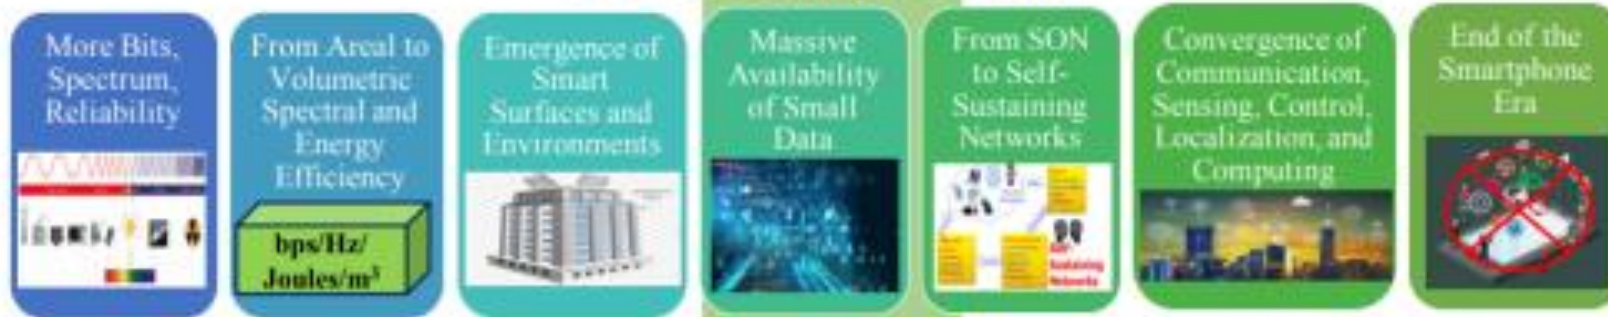 More Bits,
Spectrum,
Reliability
From Areal to
Volumetric
Spectral and
Energy
Efficiency
bps/Hz/
Joules/m³
Emergence of
Smart
Surfaces and
Environments
Massive
Availability
of Small
Data
From SON
to Self-
Sustaining
Networks
Sustaining
Networks
Convergence of
Communication,
Sensing, Control,
Localization, and
Computing
End of the
Smartphone
Era